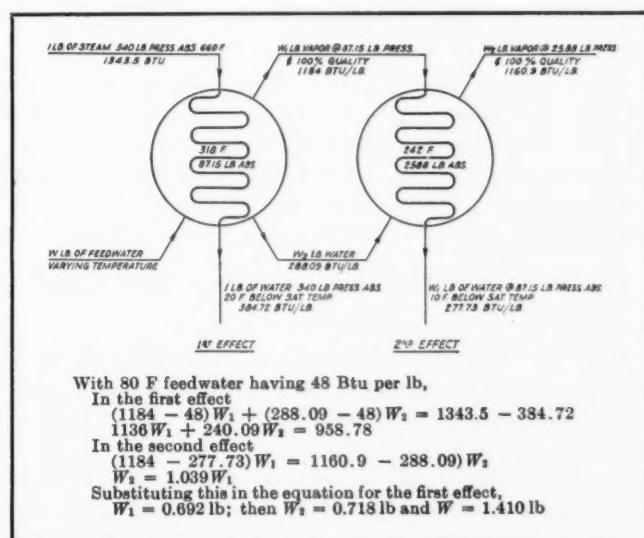 1 LB. OF STEAM 340 LB PRESS ABS 660 F
1343.5 BTU
W₁ LB. VAPOR @ 87.15 LB PRESS.
& 100% QUALITY
1184 BTU/LB.
W₂ LB. VAPOR @ 25.88 LB PRESS.
& 100% QUALITY
1160.9 BTU/LB.
318 F
87.15 LB ABS.
242 F
25.88 LB ABS.
W LB OF FEEDWATER
VARYING TEMPERATURE
W₂ LB WATER
288.09 BTU/LB.
1 LB. OF WATER 340 LB PRESS ABS
20 F BELOW SAT TEMP
384.72 BTU/LB
W₁ LB OF WATER @ 87.15 LB PRESS ABS.
10 F BELOW SAT TEMP
277.73 BTU/LB
1ST EFFECT
2ND EFFECT
With 80 F feedwater having 48 Btu per lb,
In the first effect
(1184 − 48)W₁ + (288.09 − 48)W₂ = 1343.5 − 384.72
1136W₁ + 240.09W₂ = 958.78
In the second effect
(1184 − 277.73)W₁ = 1160.9 − 288.09)W₂
W₂ = 1.039W₁
Substituting this in the equation for the first effect,
W₁ = 0.692 lb; then W₂ = 0.718 lb and W = 1.410 lb